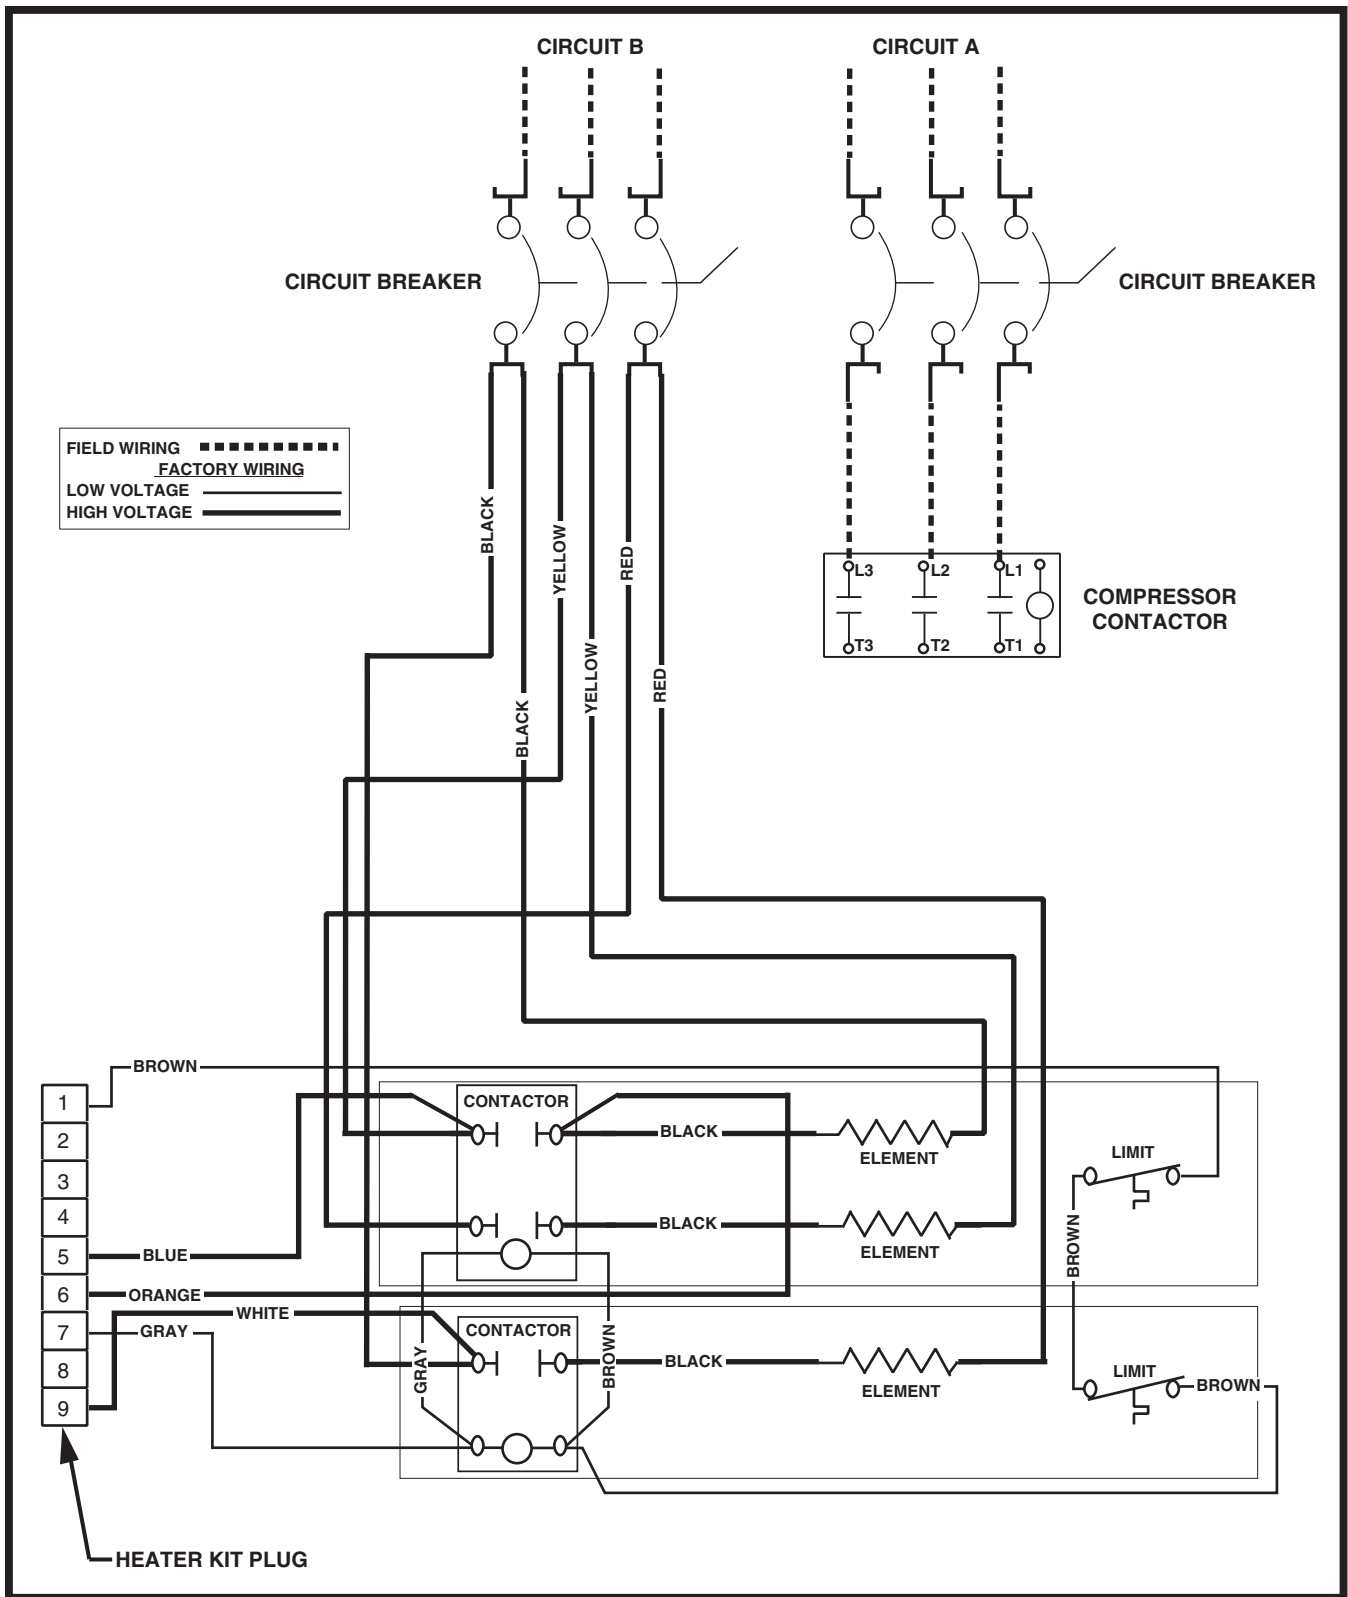 CIRCUIT B
CIRCUIT A
CIRCUIT BREAKER
CIRCUIT BREAKER
FIELD WIRING
FACTORY WIRING
LOW VOLTAGE
HIGH VOLTAGE
BLACK
YELLOW
RED
BLACK
YELLOW
RED
L3
L2
L1
T3
T2
T1
COMPRESSOR
CONTACTOR
BROWN
1
2
3
4
5
6
7
8
9
BLUE
ORANGE
WHITE
GRAY
CONTACTOR
BLACK
ELEMENT
BLACK
ELEMENT
LIMIT
BROWN
CONTACTOR
GRAY
BROWN
BLACK
ELEMENT
LIMIT
BROWN
HEATER KIT PLUG